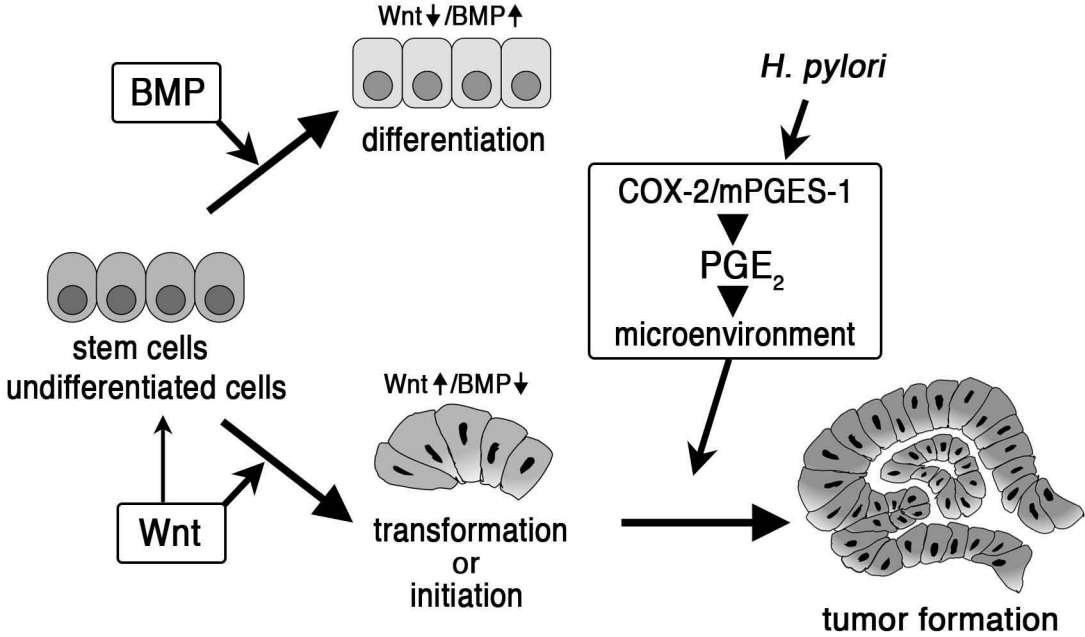 Wnt↓/BMP↑
BMP
differentiation
H. pylori
COX-2/mPGES-1
PGE₂
microenvironment
stem cells
undifferentiated cells
Wnt↑/BMP↓
Wnt
transformation
or
initiation
tumor formation